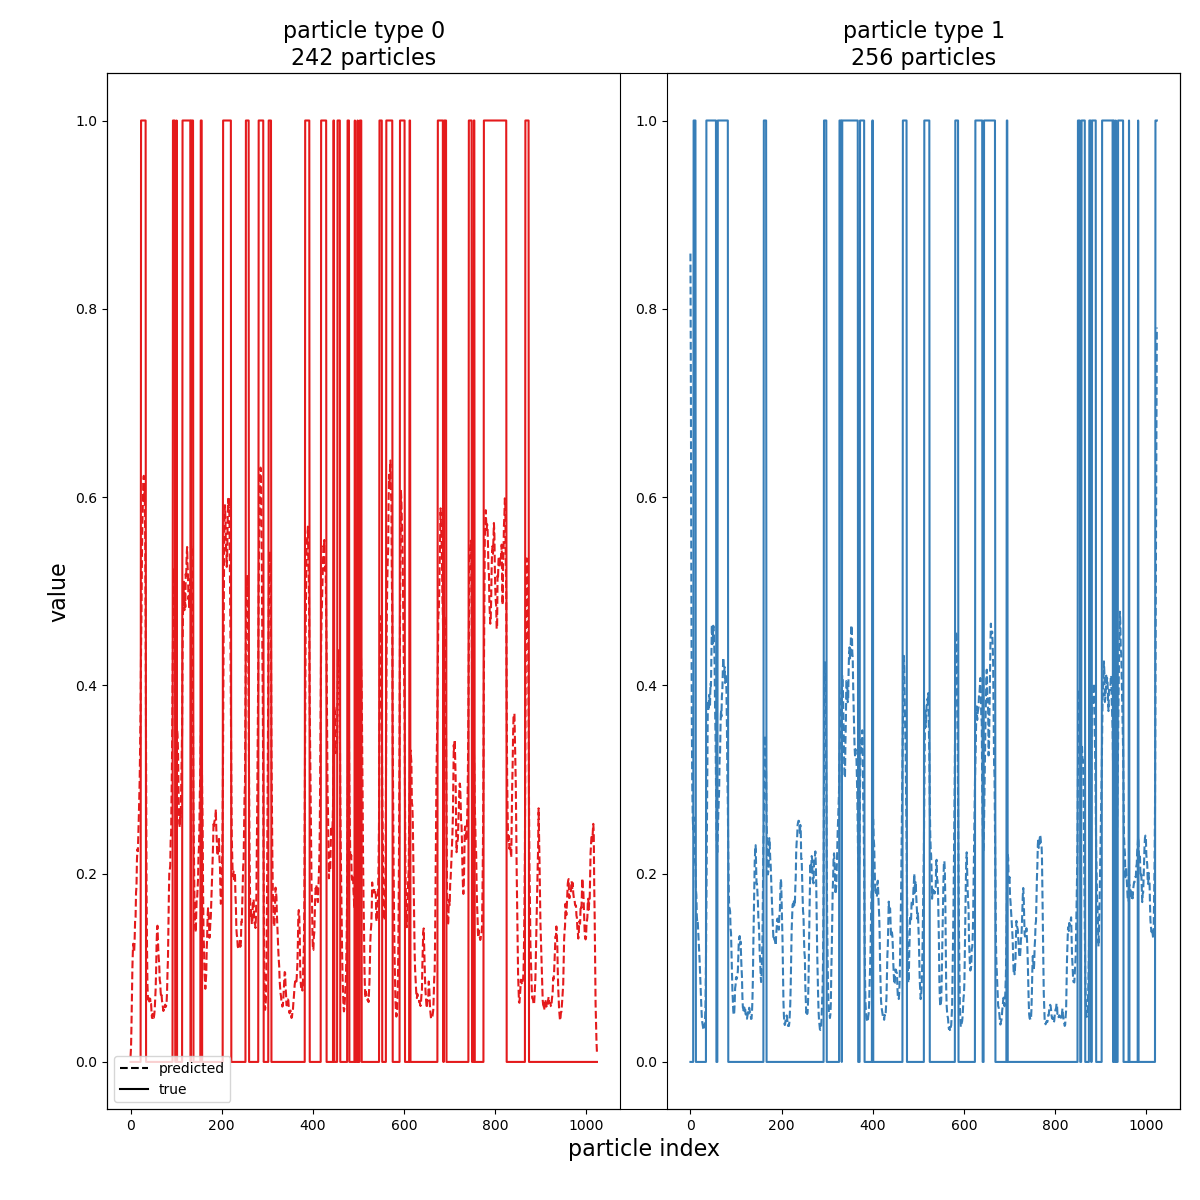 particle type 0
242 particles
particle type 1
256 particles
1.0
0.8
0.6
0.4
0.2
0.0
1.0
0.8
0.6
0.4
0.2
0.0
value
predicted
true
0 200 400 600 800 1000
0 200 400 600 800 1000
particle index